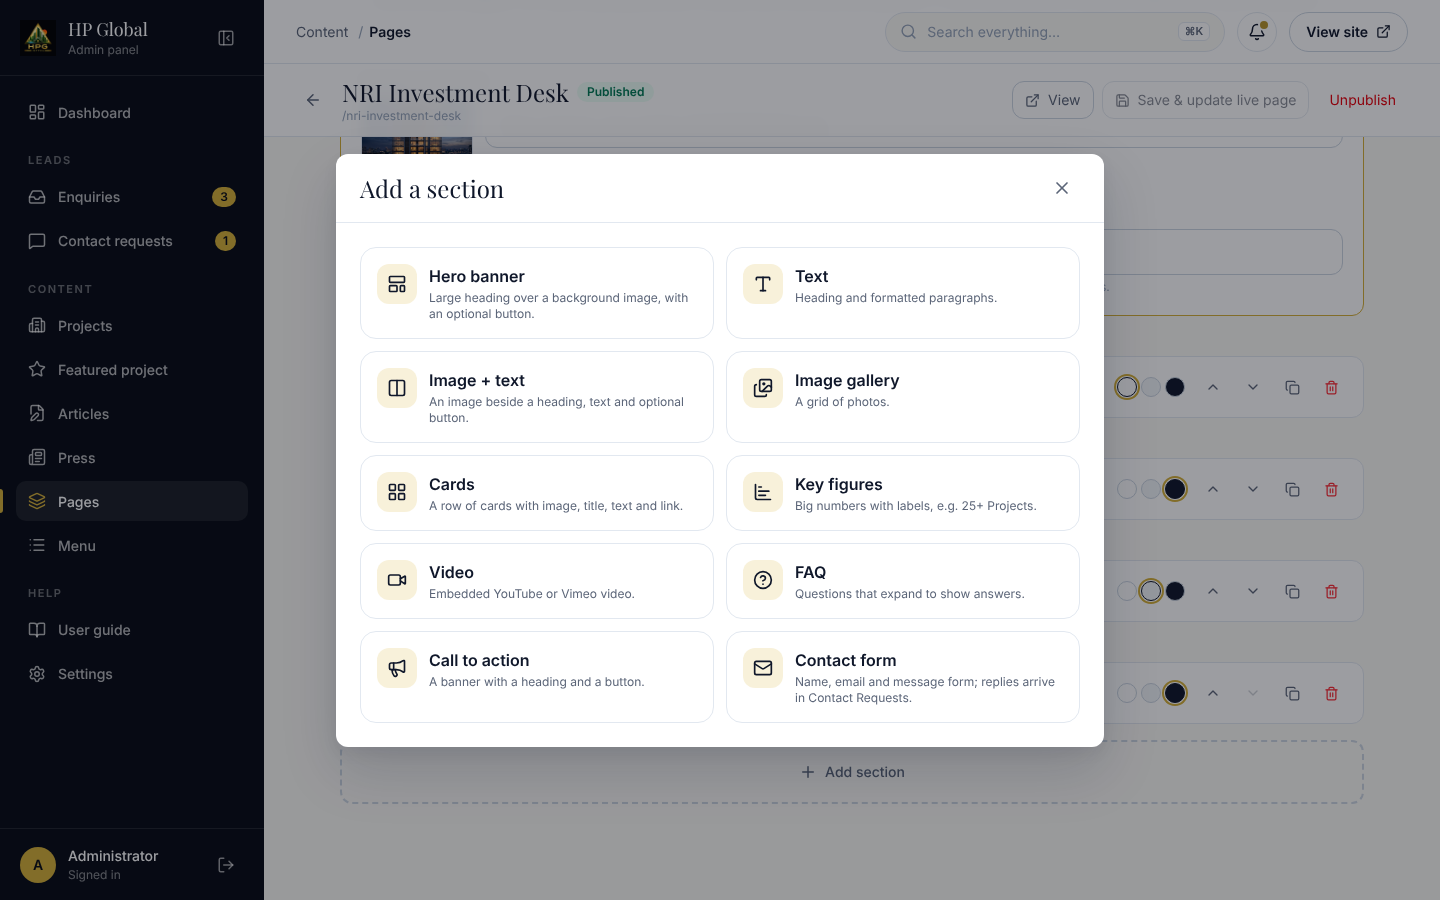 HP Global
Admin panel
Dashboard
LEADS
Enquiries 3
Contact requests 1
CONTENT
Projects
Featured project
Articles
Press
Pages
Menu
HELP
User guide
Settings
A Administrator
Signed in
Content / Pages
Search everything... ⌘K
View site
NRI Investment Desk Published
/nri-investment-desk
View
Save & update live page
Unpublish
Add a section
Hero banner
Large heading over a background image, with
an optional button.
Text
Heading and formatted paragraphs.
Image + text
An image beside a heading, text and optional
button.
Image gallery
A grid of photos.
Cards
A row of cards with image, title, text and link.
Key figures
Big numbers with labels, e.g. 25+ Projects.
Video
Embedded YouTube or Vimeo video.
FAQ
Questions that expand to show answers.
Call to action
A banner with a heading and a button.
Contact form
Name, email and message form; replies arrive
in Contact Requests.
Add section